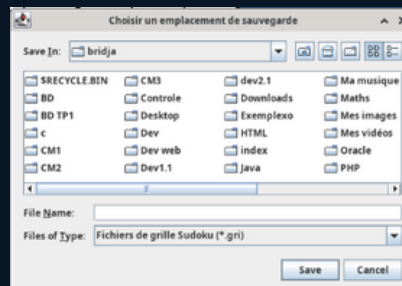 Choisir un emplacement de sauvegarde
Save In: bridja
$RECYCLE.BIN CM3 dev2.1 Ma musique
BD Controle Downloads Maths
BD TP1 Desktop Exemplexo Mes images
c Dev HTML Mes vidéos
CM1 Dev web index Oracle
CM2 Dev1.1 Java PHP
File Name:
Files of Type: Fichiers de grille Sudoku (*.gri)
Save Cancel